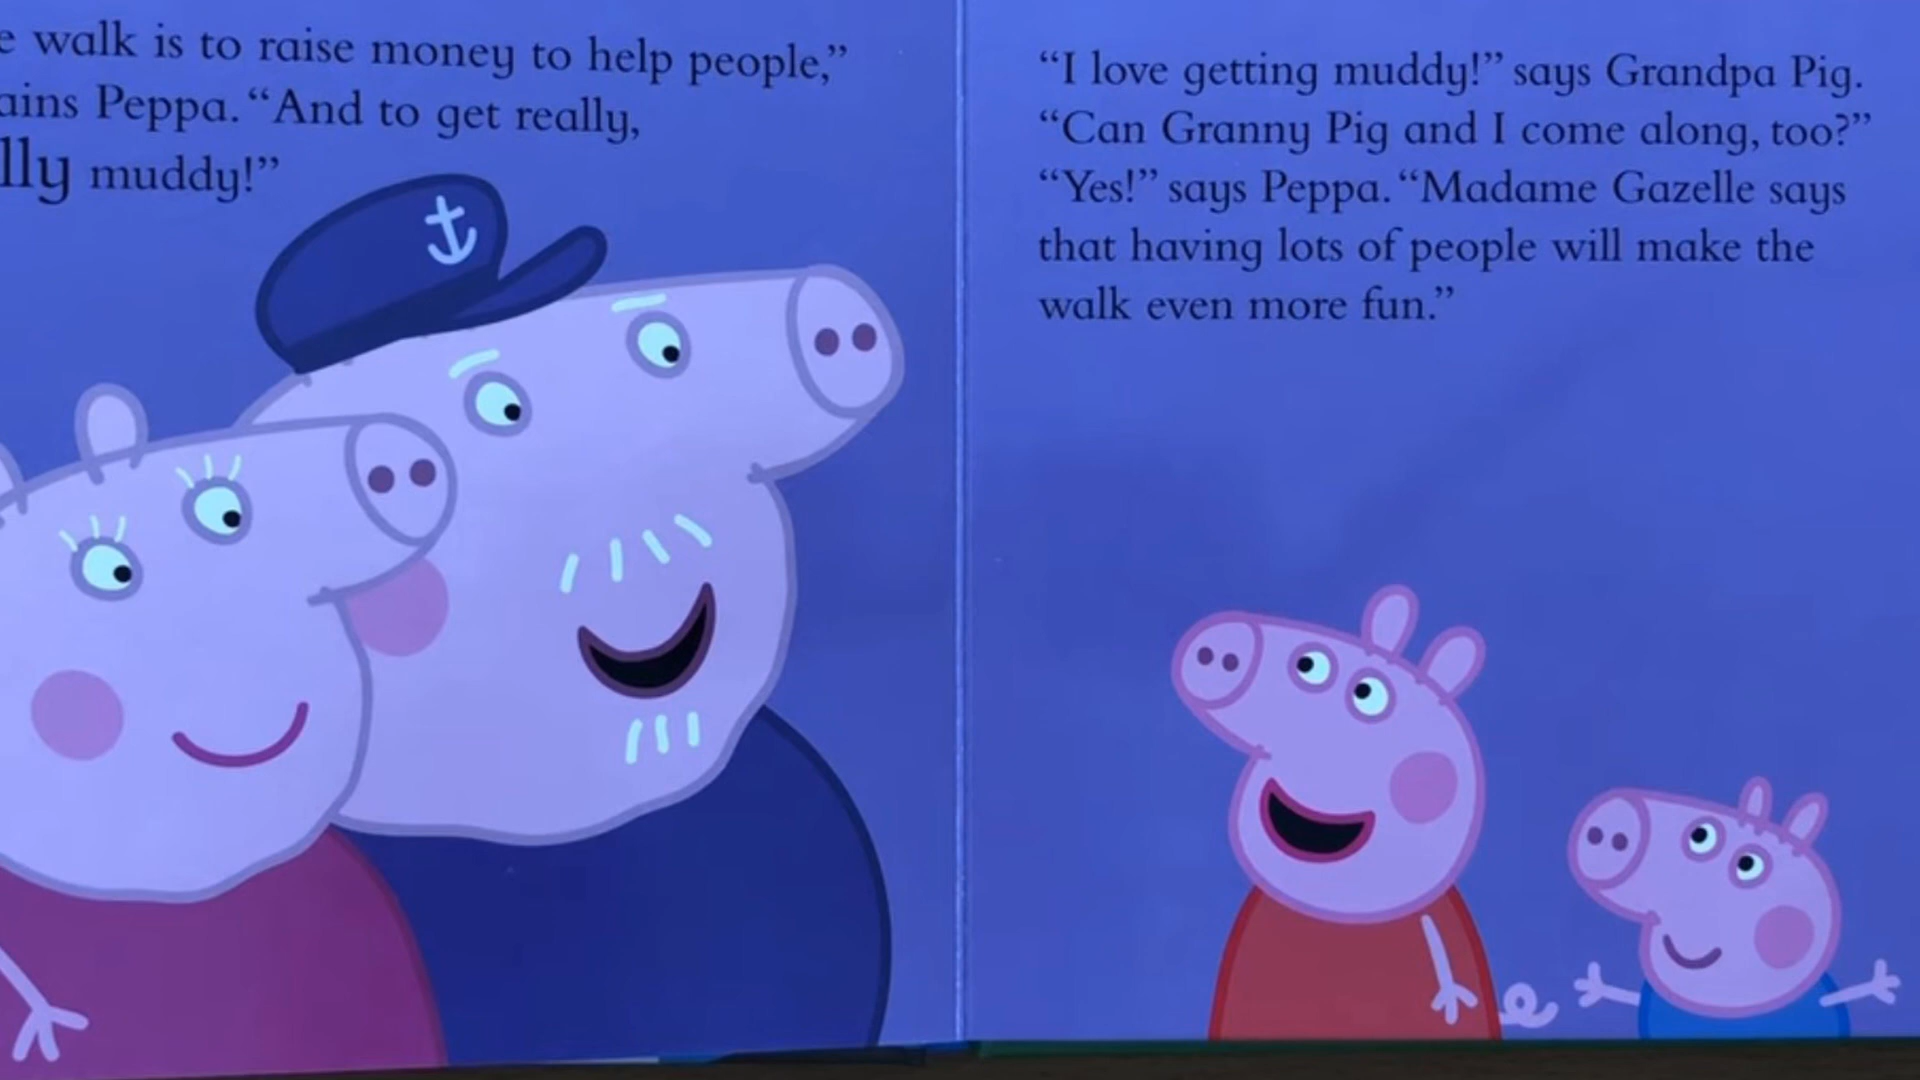 walk is to raise money to help people,”
Peppa. “And to get really,
muddy!”
“I love getting muddy!” says Grandpa Pig.
“Can Granny Pig and I come along, too?”
“Yes!” says Peppa. “Madame Gazelle says
that having lots of people will make the
walk even more fun.”